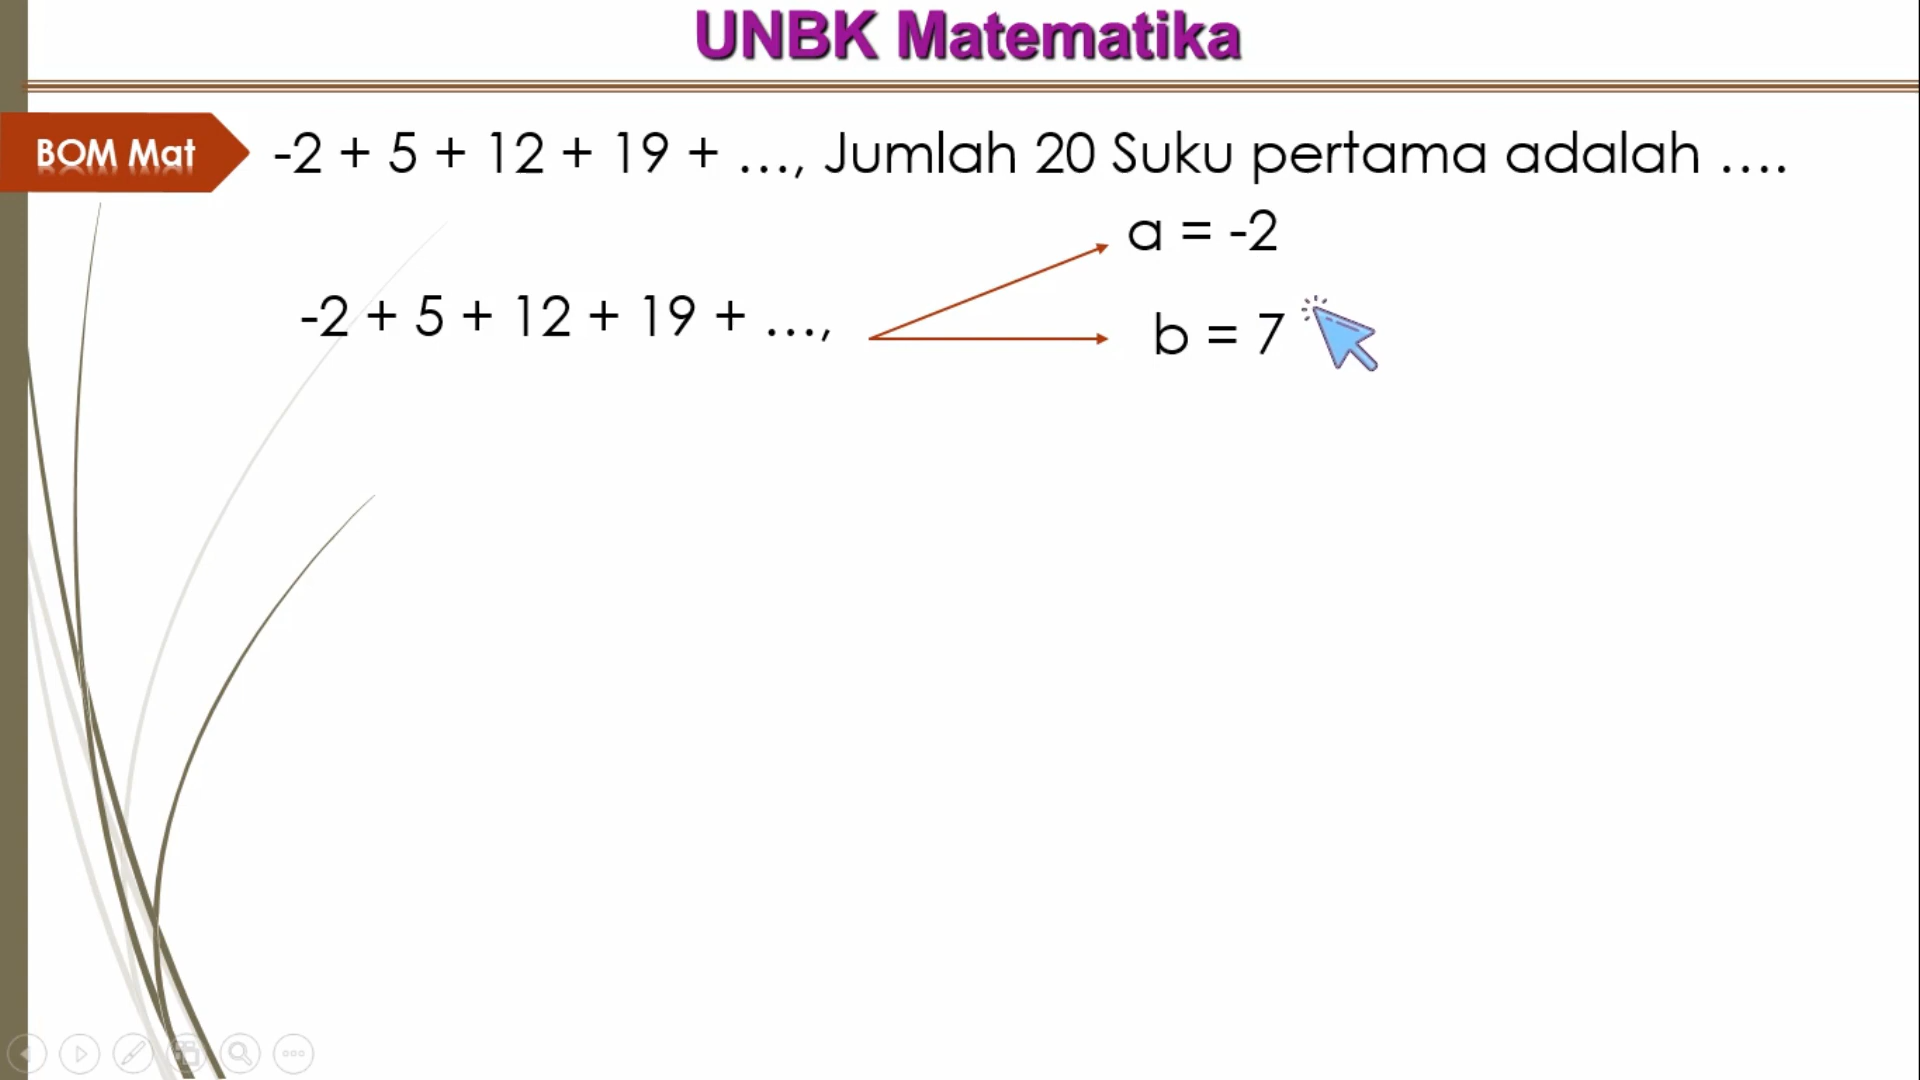 UNBK Matematika
BOM Mat
-2 + 5 + 12 + 19 + ..., Jumlah 20 Suku pertama adalah ....
a = -2
-2 + 5 + 12 + 19 + ...,
b = 7